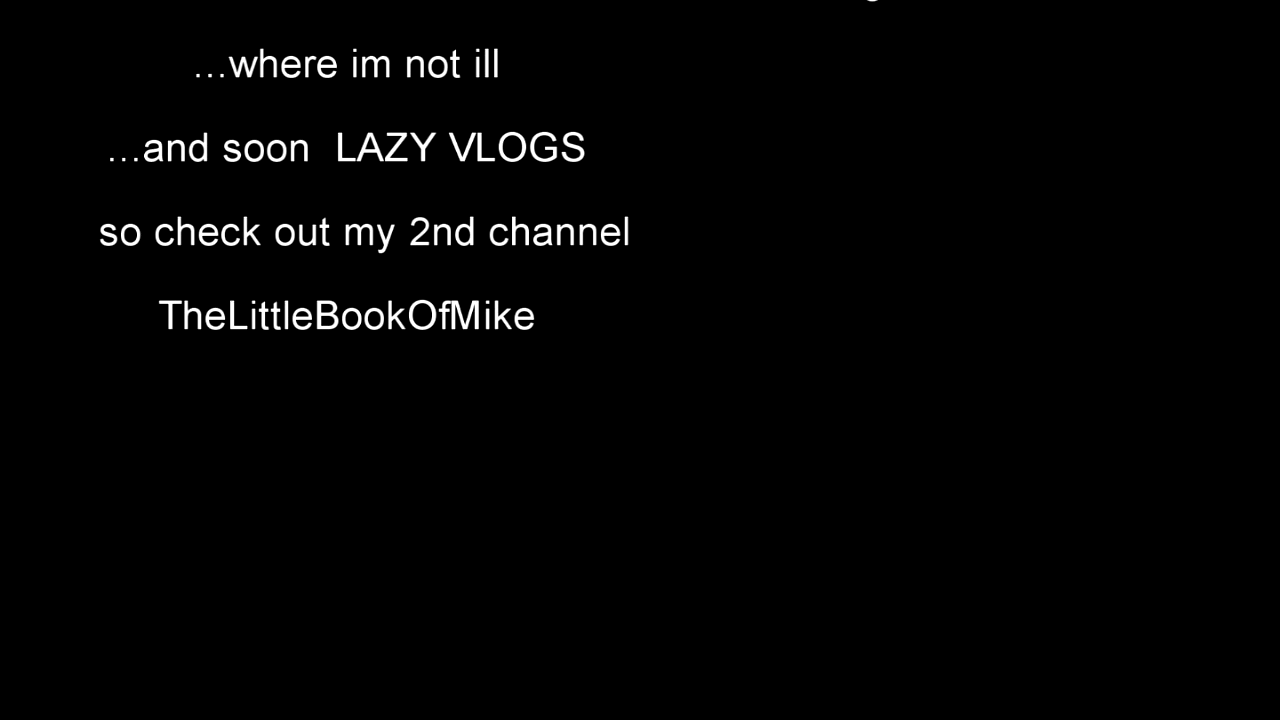 ...where im not ill
...and soon  LAZY VLOGS
so check out my 2nd channel
TheLittleBookOfMike